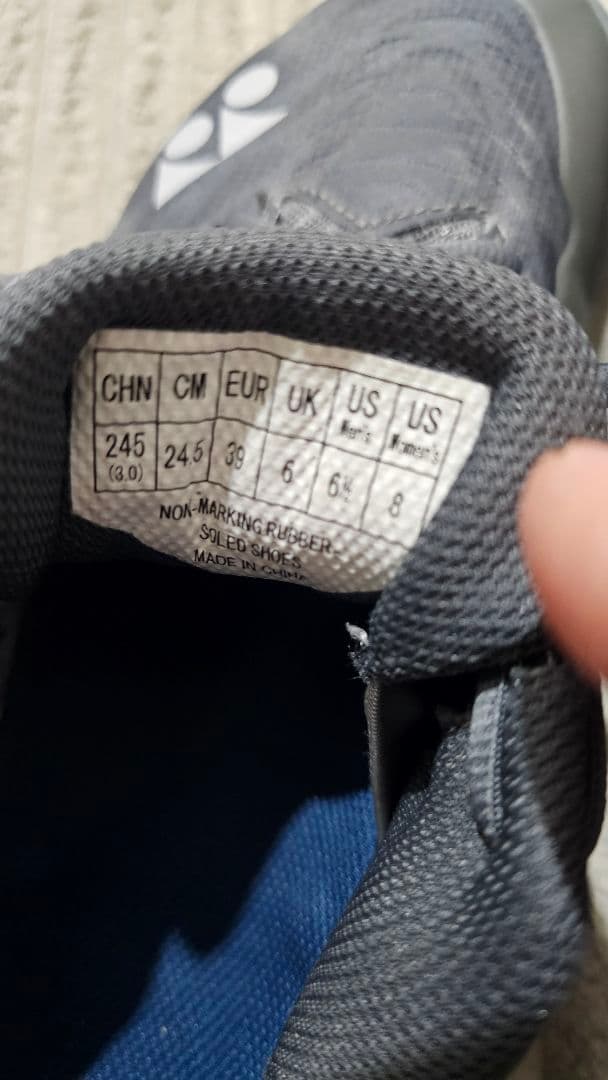 CHN CM EUR UK US Men's US Women's
245 (3.0) 24.5 39 6 6½ 8
NON-MARKING RUBBER-
SOLED SHOES
MADE IN CHINA